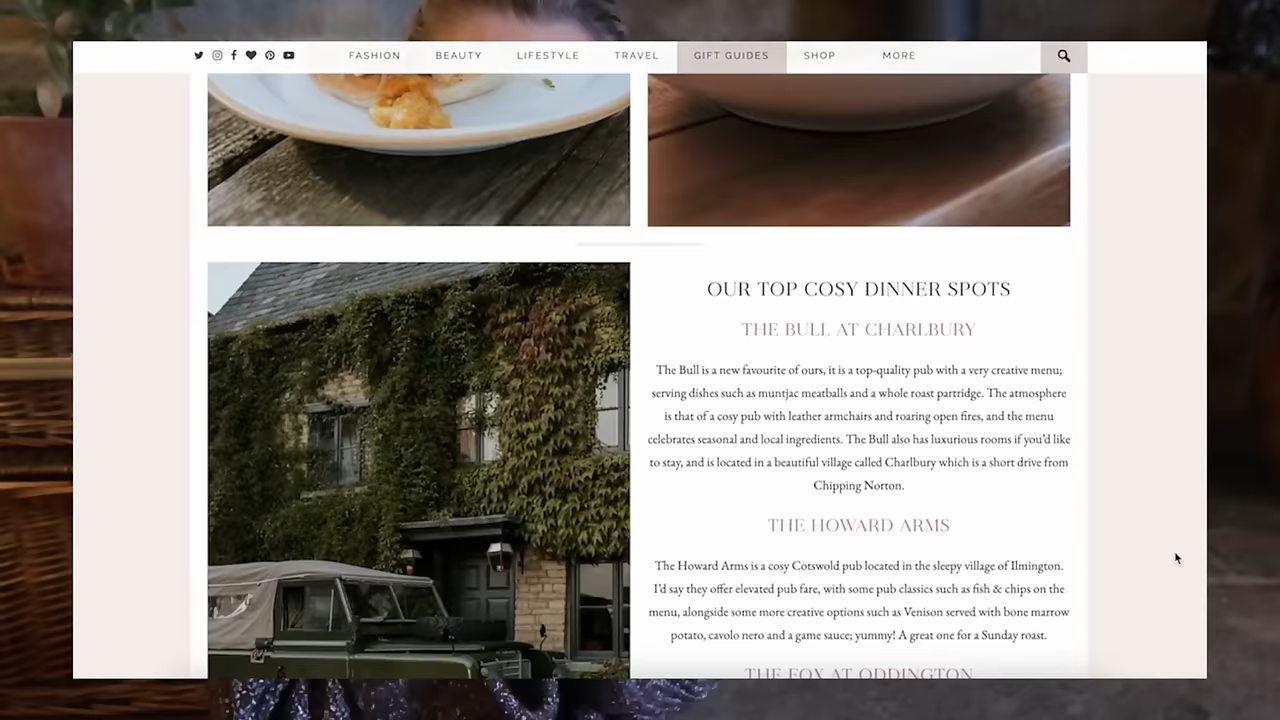 FASHION BEAUTY LIFESTYLE TRAVEL GIFT GUIDES SHOP MORE
OUR TOP COSY DINNER SPOTS
THE BULL AT CHARLBURY
The Bull is a new favourite of ours, it is a top-quality pub with a very creative menu;
serving dishes such as muntjac meatballs and a whole roast partridge. The atmosphere
is that of a cosy pub with leather armchairs and roaring open fires, and the menu
celebrates seasonal and local ingredients. The Bull also has luxurious rooms if you'd like
to stay, and is located in a beautiful village called Charlbury which is a short drive from
Chipping Norton.
THE HOWARD ARMS
The Howard Arms is a cosy Cotswold pub located in the sleepy village of Ilmington.
I'd say they offer elevated pub fare, with some pub classics such as fish & chips on the
menu, alongside some more creative options such as Venison served with bone marrow
potato, cavolo nero and a game sauce; yummy! A great one for a Sunday roast.
THE FOX AT ODDINGTON